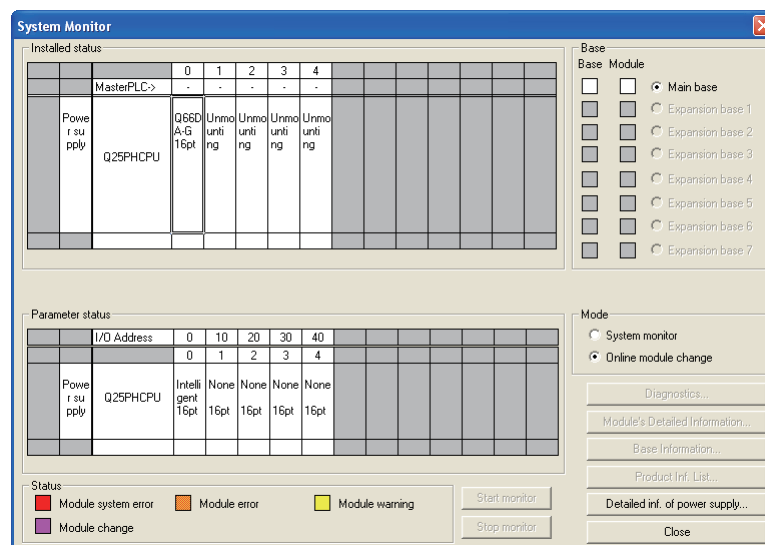 System Monitor
Installed status
0 1 2 3 4
MasterPLC-> - - - - -
Powe
r su
pply
Q25PHCPU
Q66D
A-G
16pt
Unmo
unti
ng
Unmo
unti
ng
Unmo
unti
ng
Unmo
unti
ng
Base
Base Module
Main base
Expansion base 1
Expansion base 2
Expansion base 3
Expansion base 4
Expansion base 5
Expansion base 6
Expansion base 7
Parameter status
I/O Address 0 10 20 30 40
0 1 2 3 4
Powe
r su
pply
Q25PHCPU
Intelli
gent
16pt
None
16pt
None
16pt
None
16pt
None
16pt
Mode
System monitor
Online module change
Diagnostics...
Module's Detailed Information...
Base Information...
Product Inf. List...
Detailed inf. of power supply...
Close
Status
Module system error
Module error
Module warning
Module change
Start monitor
Stop monitor